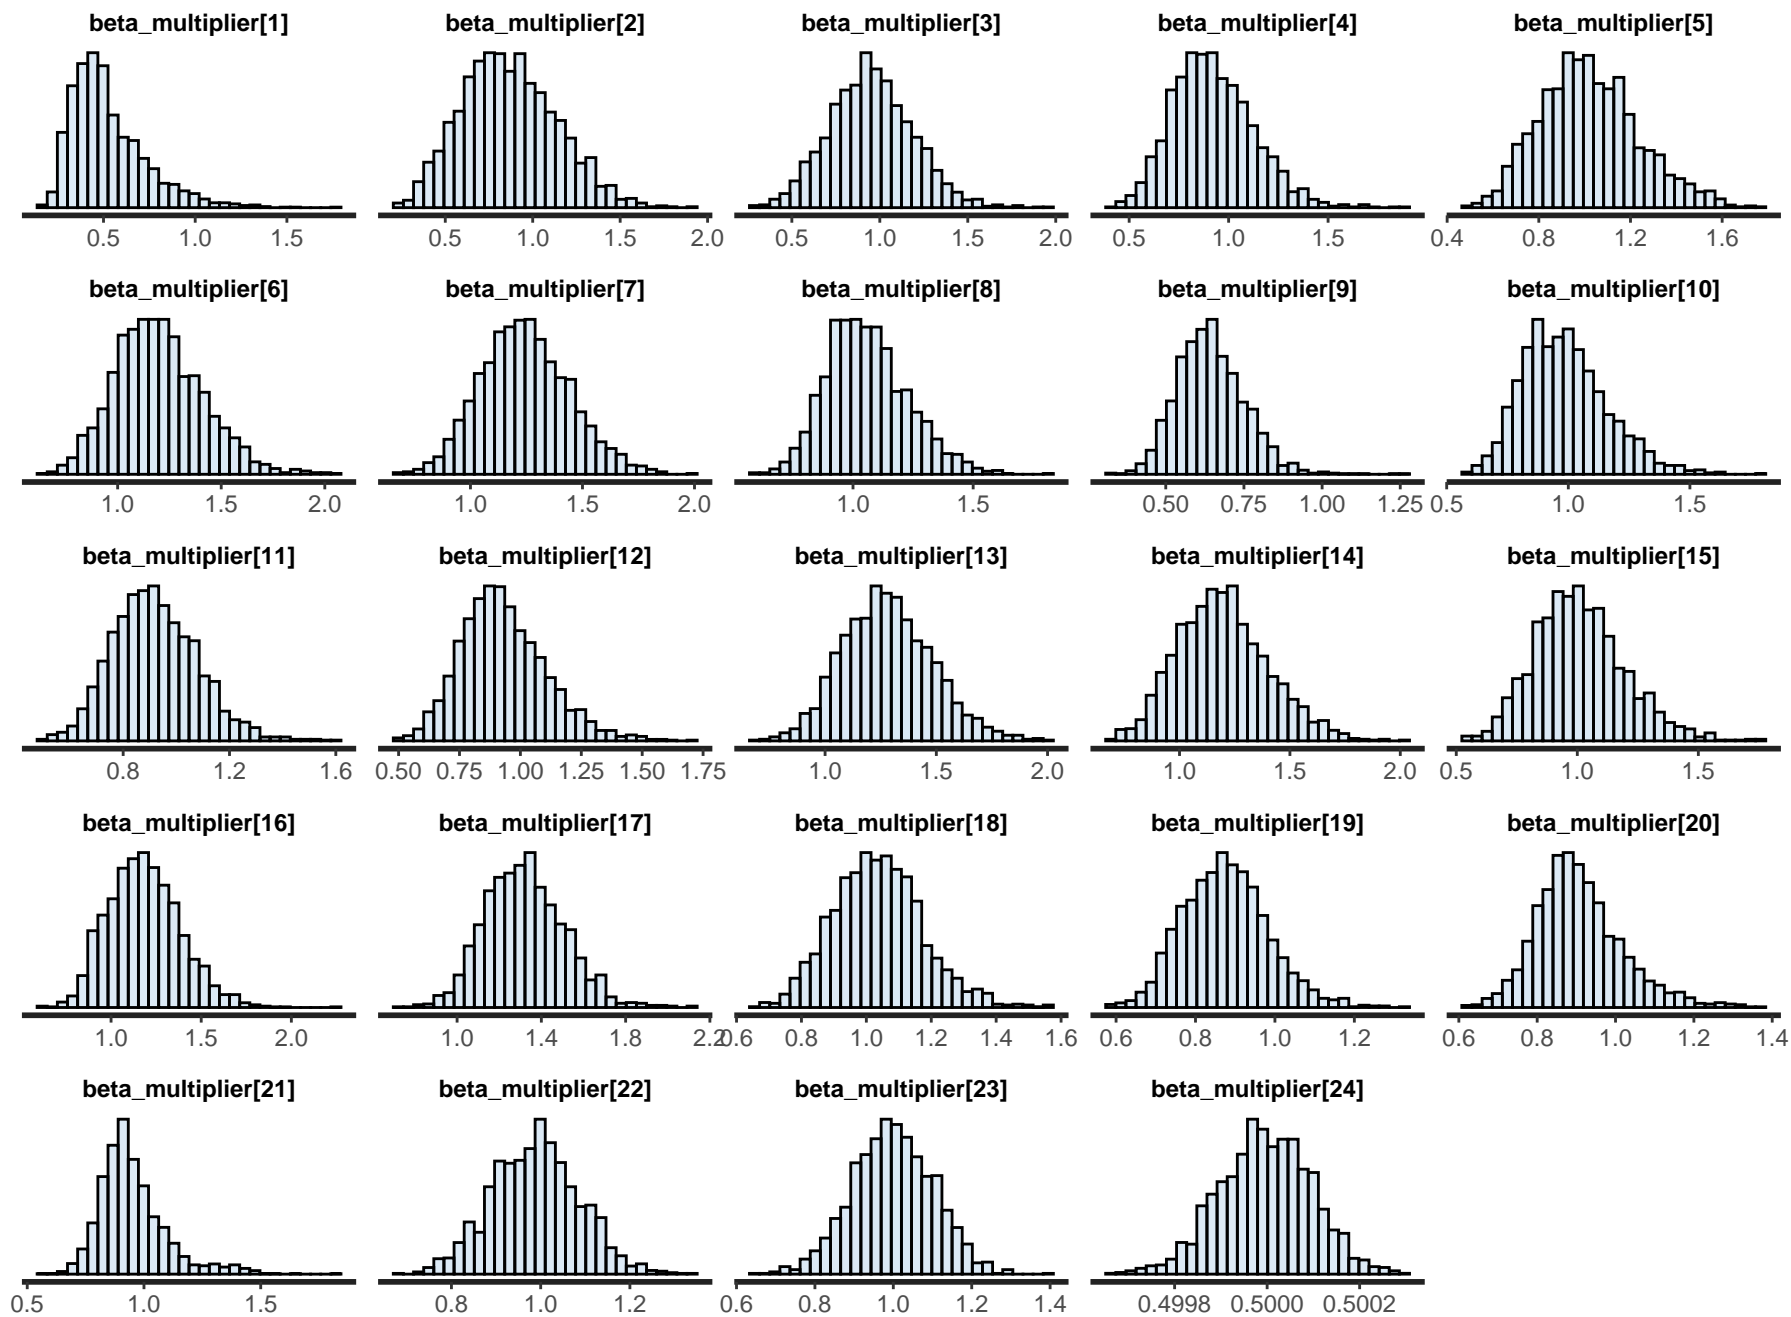 beta_multiplier[1] beta_multiplier[2] beta_multiplier[3] beta_multiplier[4] beta_multiplier[5]
0.5 1.0 1.5 0.5 1.0 1.5 2.0 0.5 1.0 1.5 2.0 0.5 1.0 1.5 0.4 0.8 1.2 1.6
beta_multiplier[6] beta_multiplier[7] beta_multiplier[8] beta_multiplier[9] beta_multiplier[10]
1.0 1.5 2.0 1.0 1.5 2.0 1.0 1.5 0.50 0.75 1.00 1.25 0.5 1.0 1.5
beta_multiplier[11] beta_multiplier[12] beta_multiplier[13] beta_multiplier[14] beta_multiplier[15]
0.8 1.2 1.6 0.50 0.75 1.00 1.25 1.50 1.75 1.0 1.5 2.0 1.0 1.5 2.0 0.5 1.0 1.5
beta_multiplier[16] beta_multiplier[17] beta_multiplier[18] beta_multiplier[19] beta_multiplier[20]
1.0 1.5 2.0 1.0 1.4 1.8 2.2 0.6 0.8 1.0 1.2 1.4 1.6 0.6 0.8 1.0 1.2 0.6 0.8 1.0 1.2 1.4
beta_multiplier[21] beta_multiplier[22] beta_multiplier[23] beta_multiplier[24]
0.5 1.0 1.5 0.8 1.0 1.2 0.6 0.8 1.0 1.2 1.4 0.4998 0.5000 0.5002